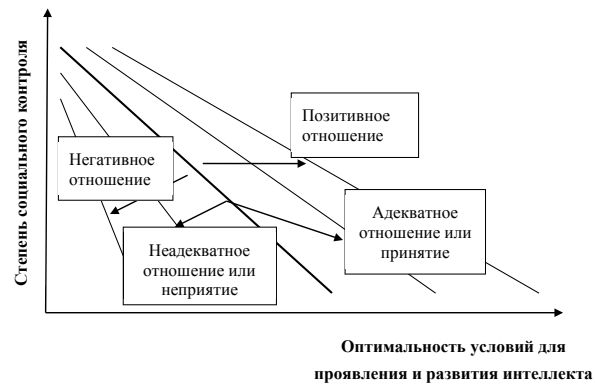 Степень социального контроля
Позитивное
отношение
Негативное
отношение
Адекватное
отношение или
принятие
Неадекватное
отношение или
неприятие
Оптимальность условий для
проявления и развития интеллекта